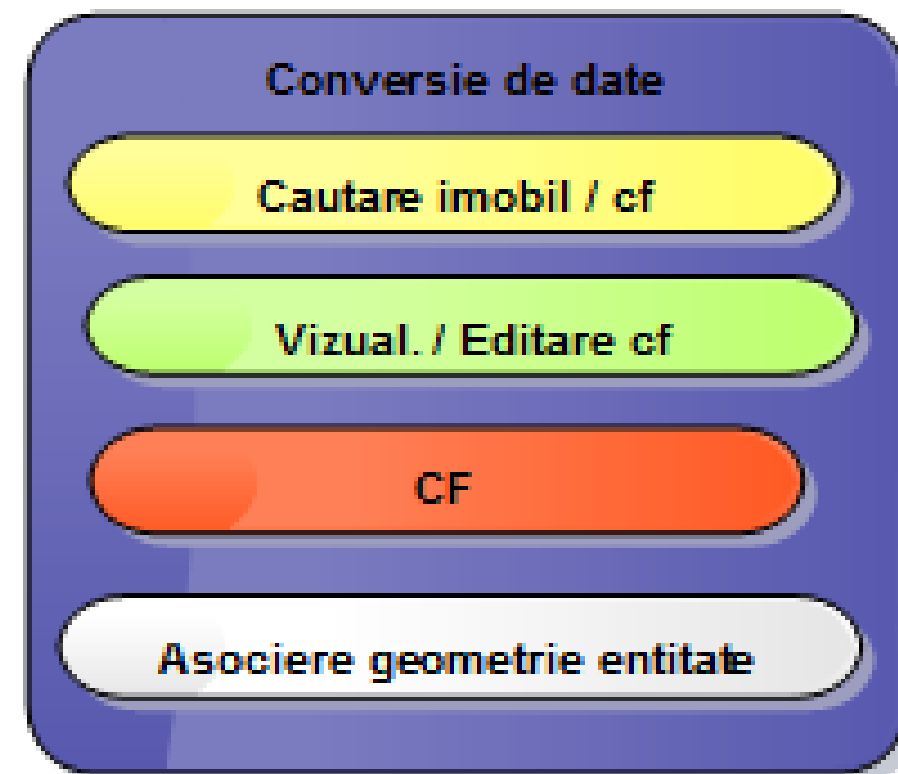 Conversie de date
Cautare imobil / cf
Vizual. / Editare cf
CF
Asociere geometrie entitate